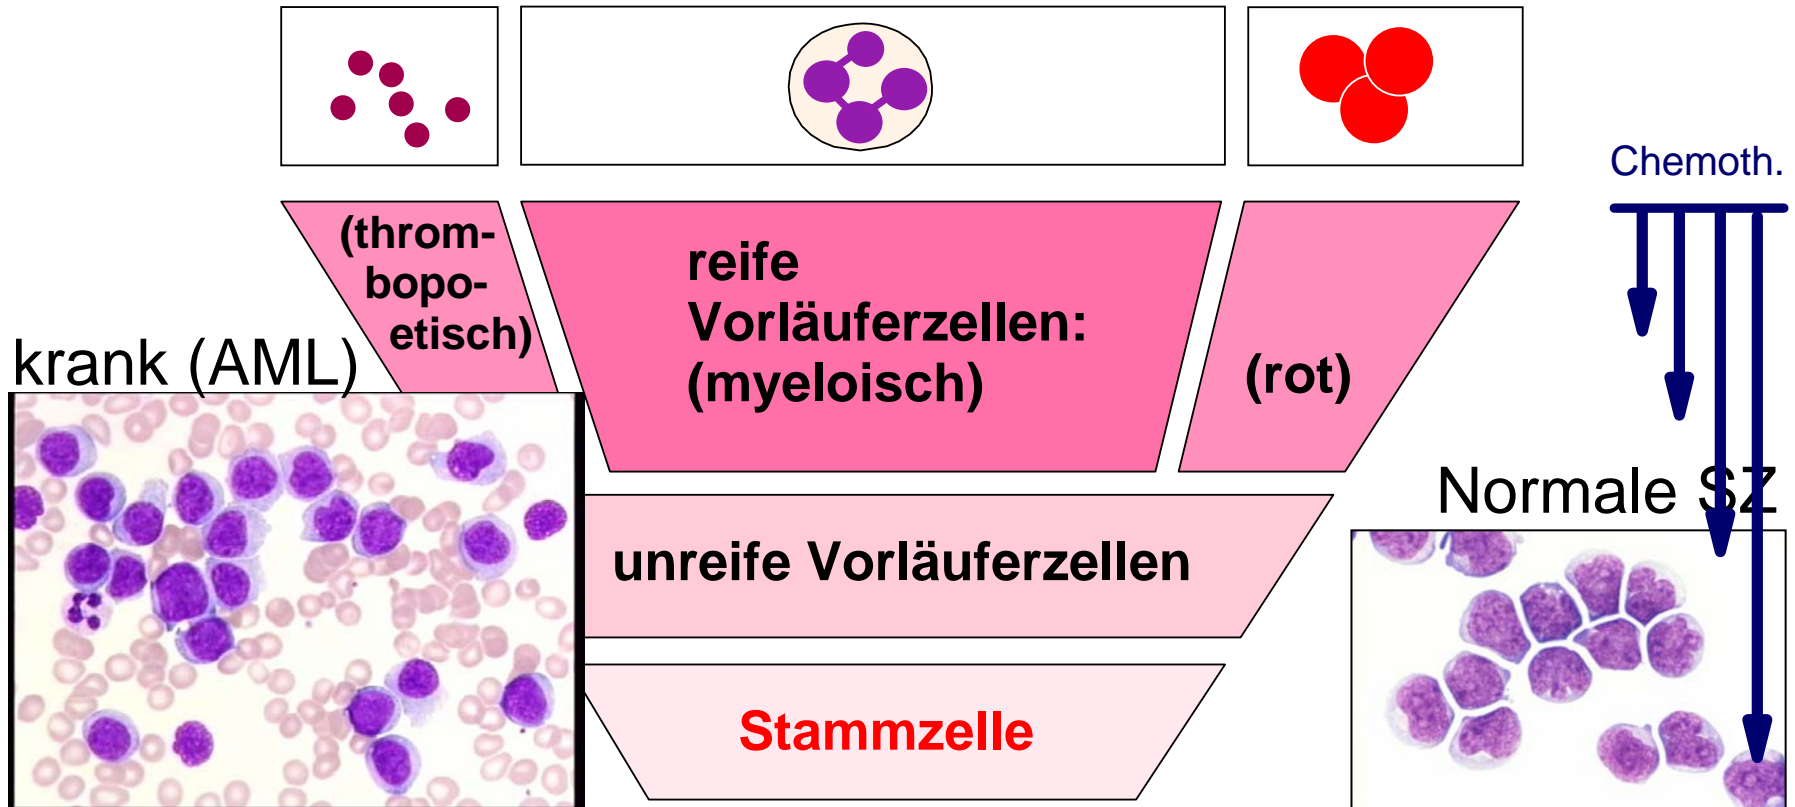 Chemoth.
(throm-
bopo-
etisch)
reife
Vorläuferzellen:
(myeloisch)
(rot)
krank (AML)
Normale SZ
unreife Vorläuferzellen
Stammzelle